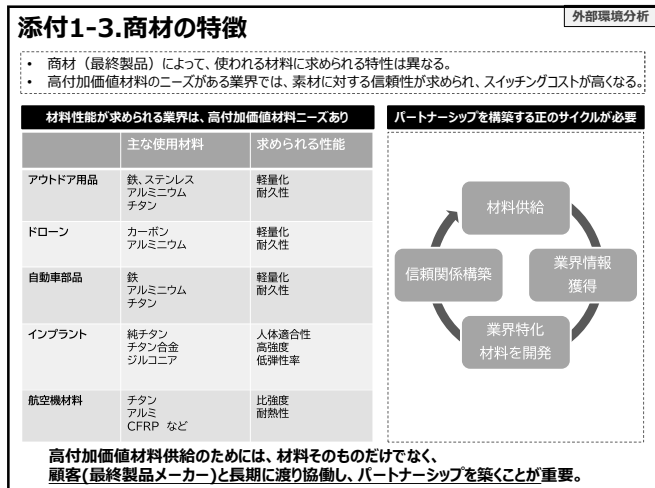 外部環境分析
添付1-3.商材の特徴
• 商材（最終製品）によって、使われる材料に求められる特性は異なる。
• 高付加価値材料のニーズがある業界では、素材に対する信頼性が求められ、スイッチングコストが高くなる。
材料性能が求められる業界は、高付加価値材料ニーズあり
主な使用材料 求められる性能
アウトドア用品 鉄、ステンレス 軽量化
アルミニウム 耐久性
チタン
ドローン カーボン 軽量化
アルミニウム 耐久性
自動車部品 鉄 軽量化
アルミニウム 耐久性
チタン
インプラント 純チタン 人体適合性
チタン合金 高強度
ジルコニア 低弾性率
航空機材料 チタン 比強度
アルミ 耐熱性
CFRP など
パートナーシップを構築する正のサイクルが必要
材料供給
業界情報
獲得
業界特化
材料を開発
信頼関係構築
高付加価値材料供給のためには、材料そのものだけでなく、
顧客(最終製品メーカー)と長期に渡り協働し、パートナーシップを築くことが重要。